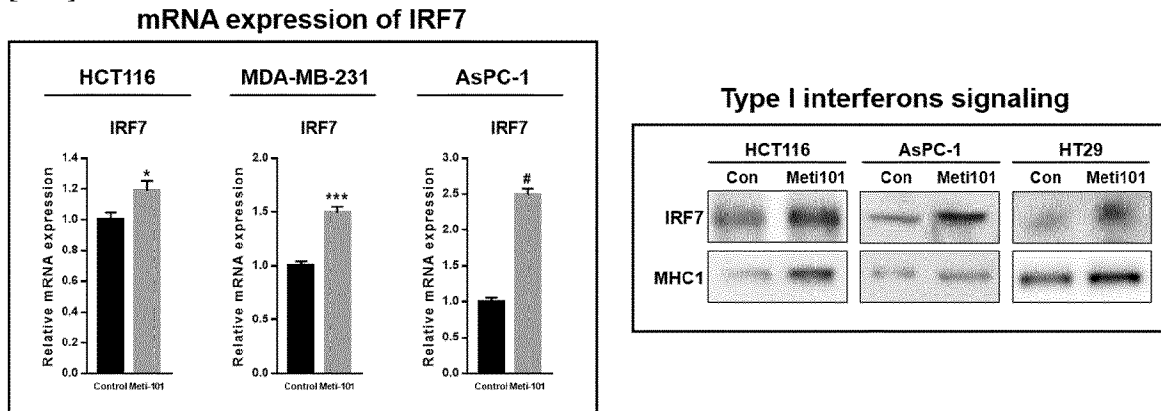 mRNA expression of IRF7
HCT116
IRF7
Relative mRNA expression
1.4
1.2
1.0
0.8
0.6
0.4
0.2
0.0
*
Control Meti-101
MDA-MB-231
IRF7
Relative mRNA expression
2.0
1.5
1.0
0.5
0.0
***
Control Meti-101
AsPC-1
IRF7
Relative mRNA expression
3.0
2.5
2.0
1.5
1.0
0.5
0.0
#
Control Meti-101
Type I interferons signaling
HCT116 AsPC-1 HT29
Con Meti101 Con Meti101 Con Meti101
IRF7
MHC1